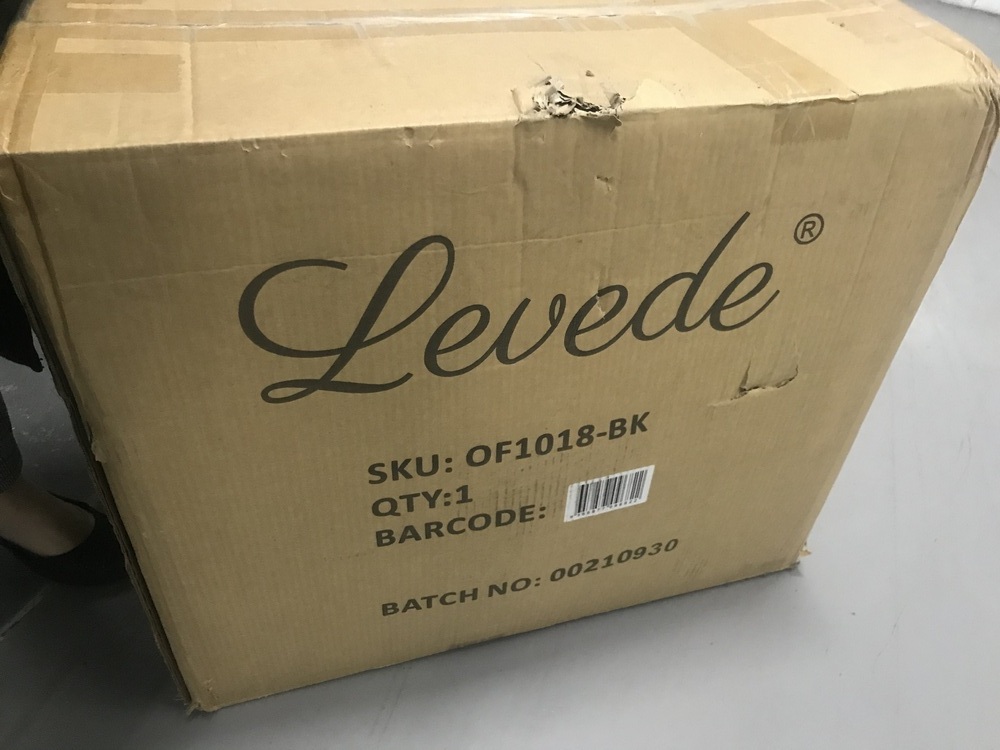 Levede®
SKU: OF1018-BK
QTY:1
BARCODE:
BATCH NO: 00210930